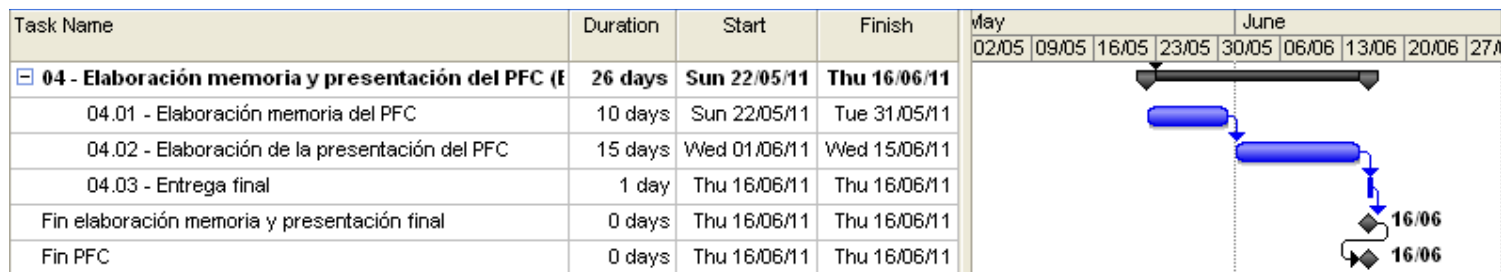 Task Name Duration Start Finish May June
02/05 09/05 16/05 23/05 30/05 06/06 13/06 20/06 27/
04 - Elaboración memoria y presentación del PFC (E 26 days Sun 22/05/11 Thu 16/06/11
04.01 - Elaboración memoria del PFC 10 days Sun 22/05/11 Tue 31/05/11
04.02 - Elaboración de la presentación del PFC 15 days Wed 01/06/11 Wed 15/06/11
04.03 - Entrega final 1 day Thu 16/06/11 Thu 16/06/11
Fin elaboración memoria y presentación final 0 days Thu 16/06/11 Thu 16/06/11 16/06
Fin PFC 0 days Thu 16/06/11 Thu 16/06/11 16/06